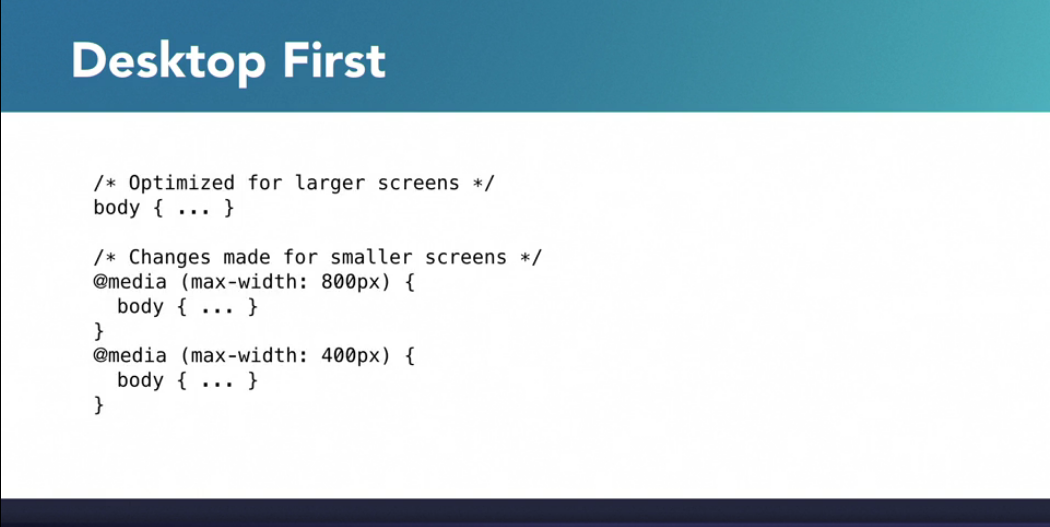 Desktop First
/* Optimized for larger screens */
body { ... }
/* Changes made for smaller screens */
@media (max-width: 800px) {
  body { ... }
}
@media (max-width: 400px) {
  body { ... }
}